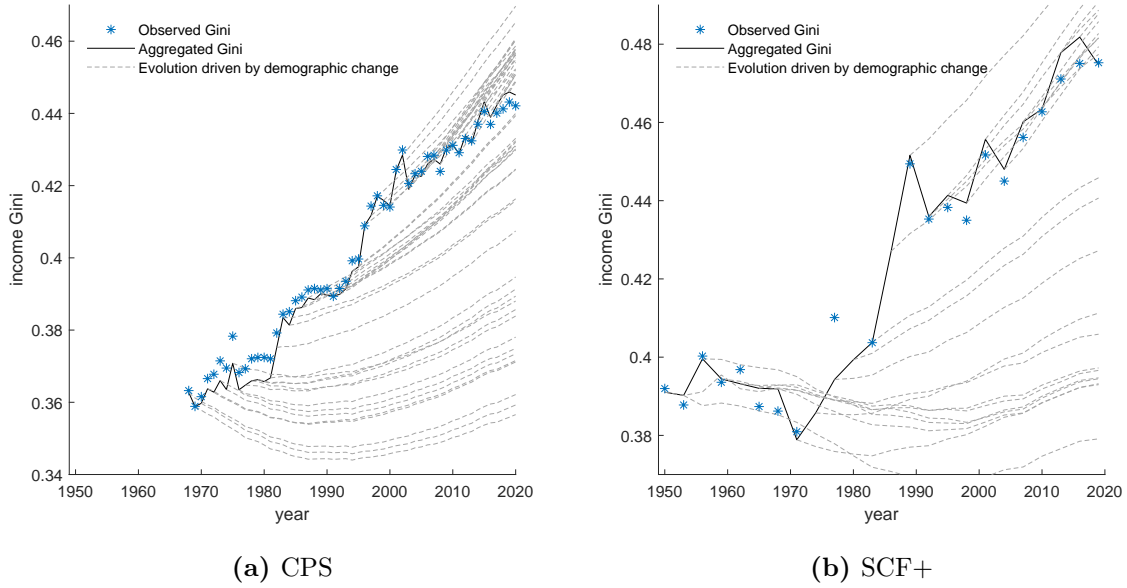 0.46
0.44
0.42
0.4
0.38
0.36
0.34
income Gini
Observed Gini
Aggregated Gini
Evolution driven by demographic change
1950 1960 1970 1980 1990 2000 2010 2020
year
(a) CPS
0.48
0.46
0.44
0.42
0.4
0.38
income Gini
Observed Gini
Aggregated Gini
Evolution driven by demographic change
1950 1960 1970 1980 1990 2000 2010 2020
year
(b) SCF+